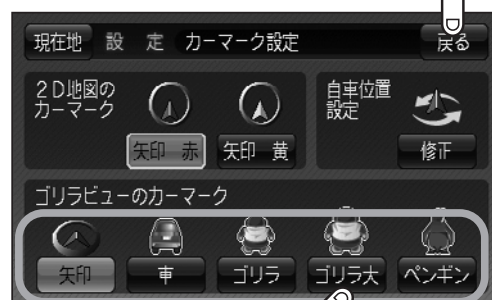 現在地 設 定 カーマーク設定 戻る
2D地図の
カーマーク
矢印 赤 矢印 黄
自車位置
設定
修正
ゴリラビューのカーマーク
矢印 車 ゴリラ ゴリラ大 ペンギン